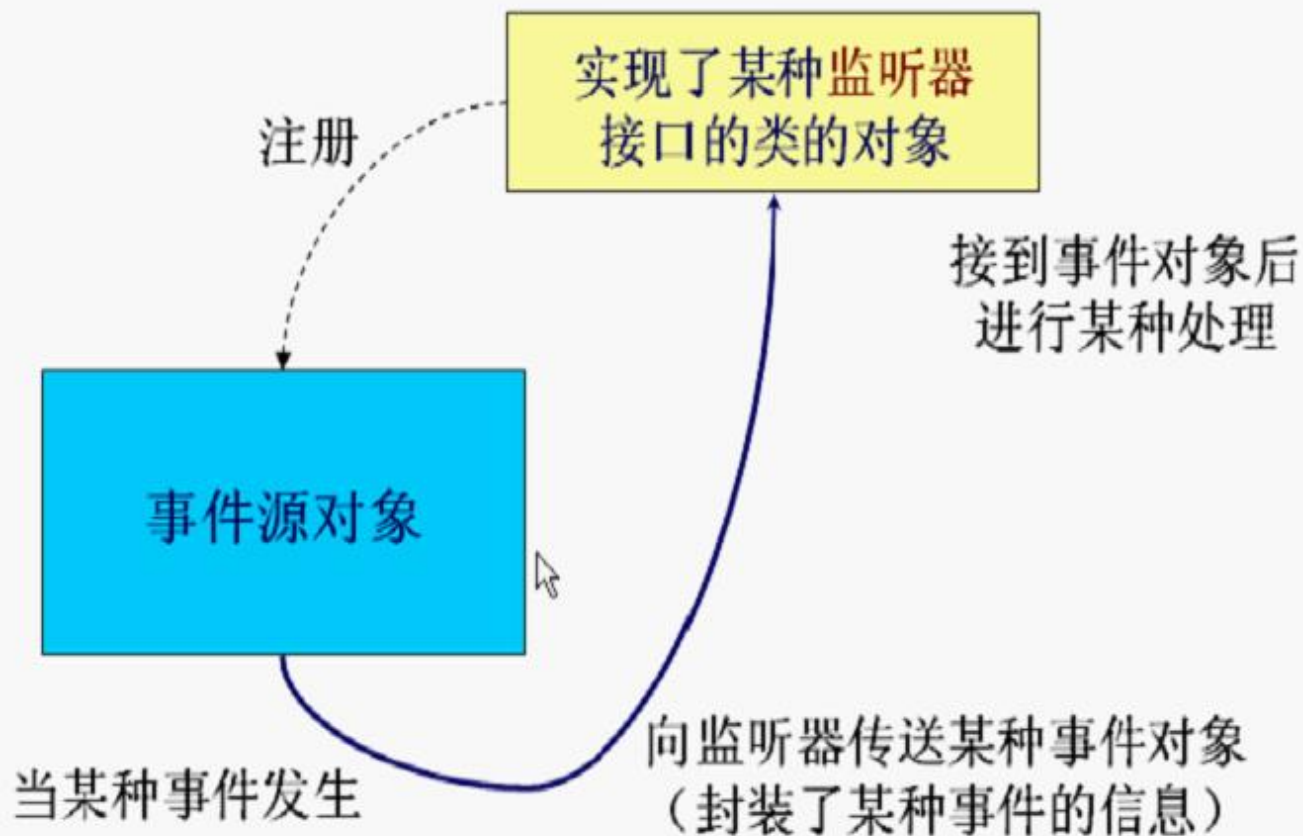 实现了某种监听器
接口的类的对象
注册
接到事件对象后
进行某种处理
事件源对象
当某种事件发生
向监听器传送某种事件对象
（封装了某种事件的信息）